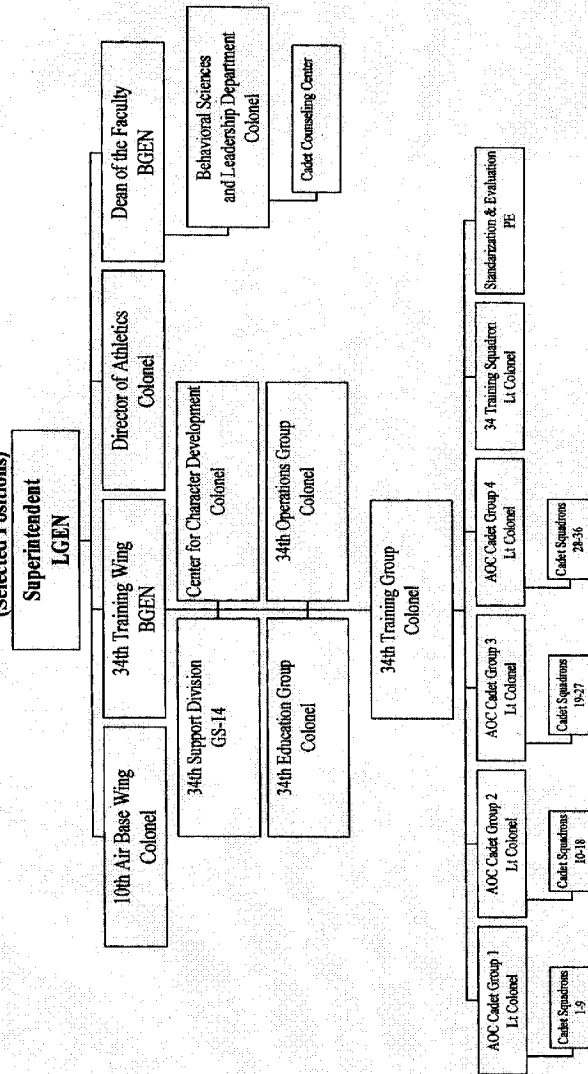 (Selected Positions)
Superintendent
LGEN
10th Air Base Wing
Colonel
34th Training Wing
BGEN
Director of Athletics
Colonel
Dean of the Faculty
BGEN
34th Support Division
GS-14
Center for Character Development
Colonel
Behavioral Sciences
and Leadership Department
Colonel
34th Education Group
Colonel
34th Operations Group
Colonel
Cadet Counseling Center
34th Training Group
Colonel
AOC Cadet Group 1
Lt Colonel
AOC Cadet Group 2
Lt Colonel
AOC Cadet Group 3
Lt Colonel
AOC Cadet Group 4
Lt Colonel
34 Training Squadron
Lt Colonel
Standarization & Evaluation
PE
Cadet Squadrons
1-9
Cadet Squadrons
10-18
Cadet Squadrons
19-27
Cadet Squadrons
28-36